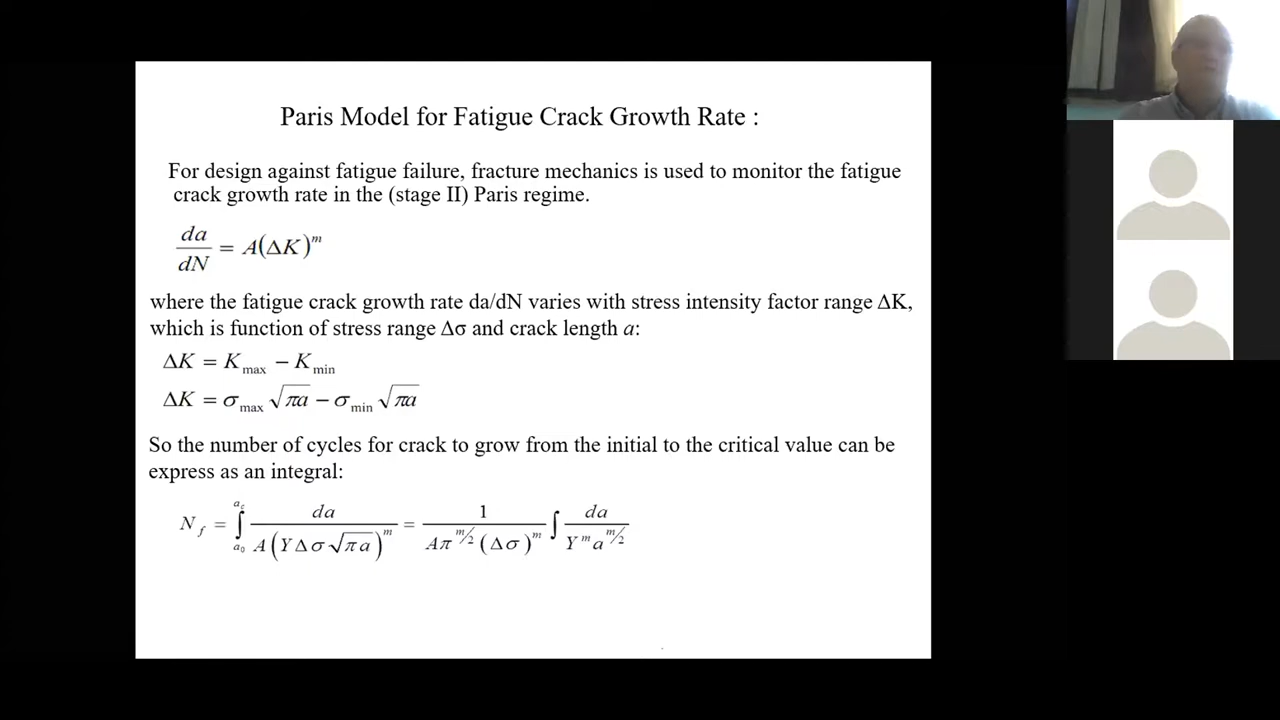 Paris Model for Fatigue Crack Growth Rate :
For design against fatigue failure, fracture mechanics is used to monitor the fatigue
crack growth rate in the (stage II) Paris regime.
da/dN = A(ΔK)^m
where the fatigue crack growth rate da/dN varies with stress intensity factor range ΔK,
which is function of stress range Δσ and crack length a:
ΔK = K_max − K_min
ΔK = σ_max √πa − σ_min √πa
So the number of cycles for crack to grow from the initial to the critical value can be
express as an integral:
N_f = ∫_{a_0}^{a_c} da / A(YΔσ√πa)^m = 1 / Aπ^{m/2}(Δσ)^m ∫ da / Y^m a^{m/2}